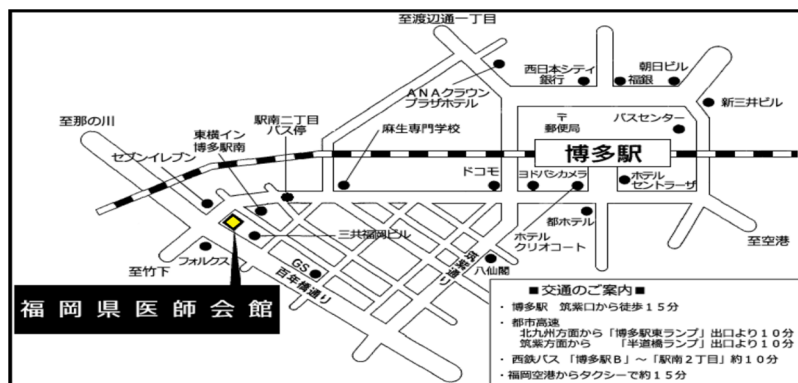 至渡辺通一丁目
西日本シティ
銀行
福銀
朝日ビル
ANAクラウン
プラザホテル
新三井ビル
至那の川
駅南二丁目
バス停
東横イン
博多駅南
麻生専門学校
〒
郵便局
バスセンター
博多駅
セブンイレブン
ドコモ
ヨドバシカメラ
ホテル
セントラーザ
三共福岡ビル
都ホテル
ホテル
クリオコート
至空港
筑紫通り
八仙閣
フォルクス
至竹下
GS
百年橋通り
福岡県医師会館
■交通のご案内■
・博多駅 筑紫口から徒歩15分
・都市高速
北九州方面から「博多駅東ランプ」出口より10分
筑紫方面から 「半道橋ランプ」出口より10分
・西鉄バス「博多駅B」～「駅南2丁目」約10分
・福岡空港からタクシーで約15分